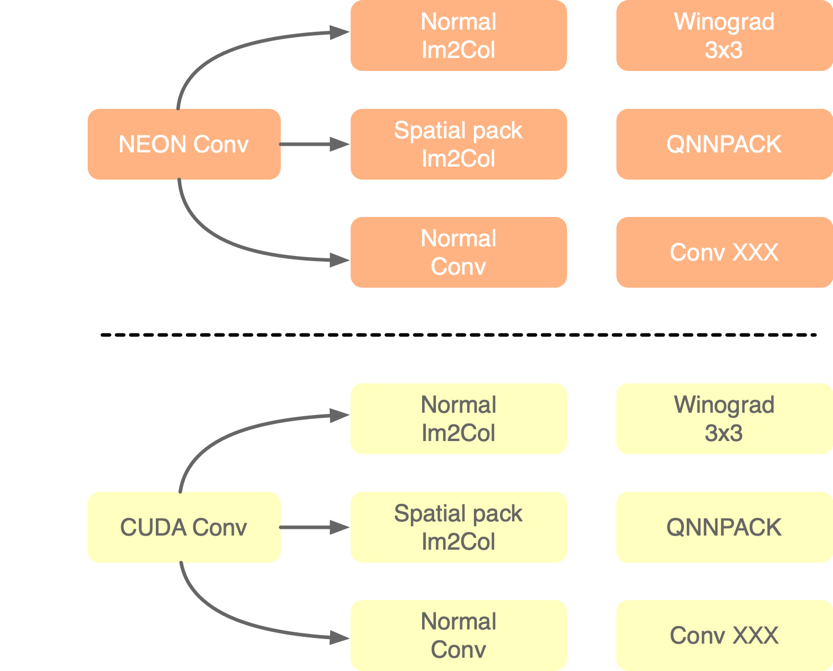 Normal
Im2Col
Winograd
3x3
NEON Conv
Spatial pack
Im2Col
QNNPACK
Normal
Conv
Conv XXX
Normal
Im2Col
Winograd
3x3
CUDA Conv
Spatial pack
Im2Col
QNNPACK
Normal
Conv
Conv XXX